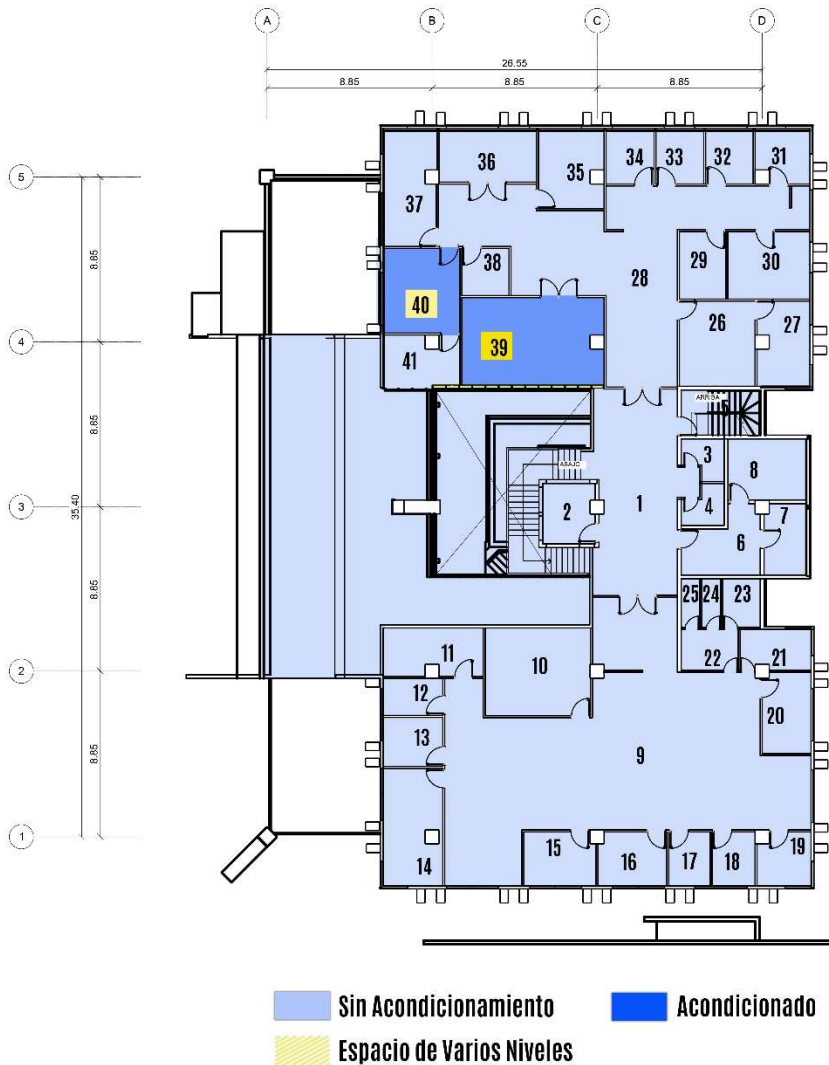 A B C D
26.55
8.85 8.85 8.85
34 33 32 31
36 35
5
37
8.85
38 29 30
28
40
26 27
39
4
41
ARRIBA
5
8.85
3 8
ABAJO
35.40
3
2 1 4 7
6
8.85
25 24 23
11 22 21
2
10
12 20
13 9
8.85
1
14 15 16 17 18 19
Sin Acondicionamiento Acondicionado
Espacio de Varios Niveles